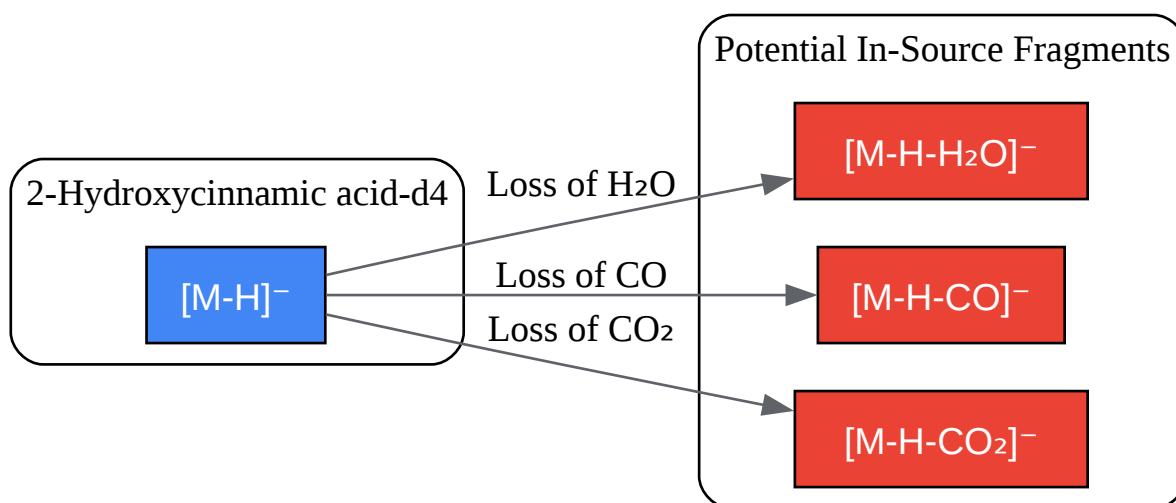 Potential In-Source Fragments
[M-H-H₂O]⁻
2-Hydroxycinnamic acid-d4
Loss of H₂O
[M-H]⁻
Loss of CO
[M-H-CO]⁻
Loss of CO₂
[M-H-CO₂]⁻